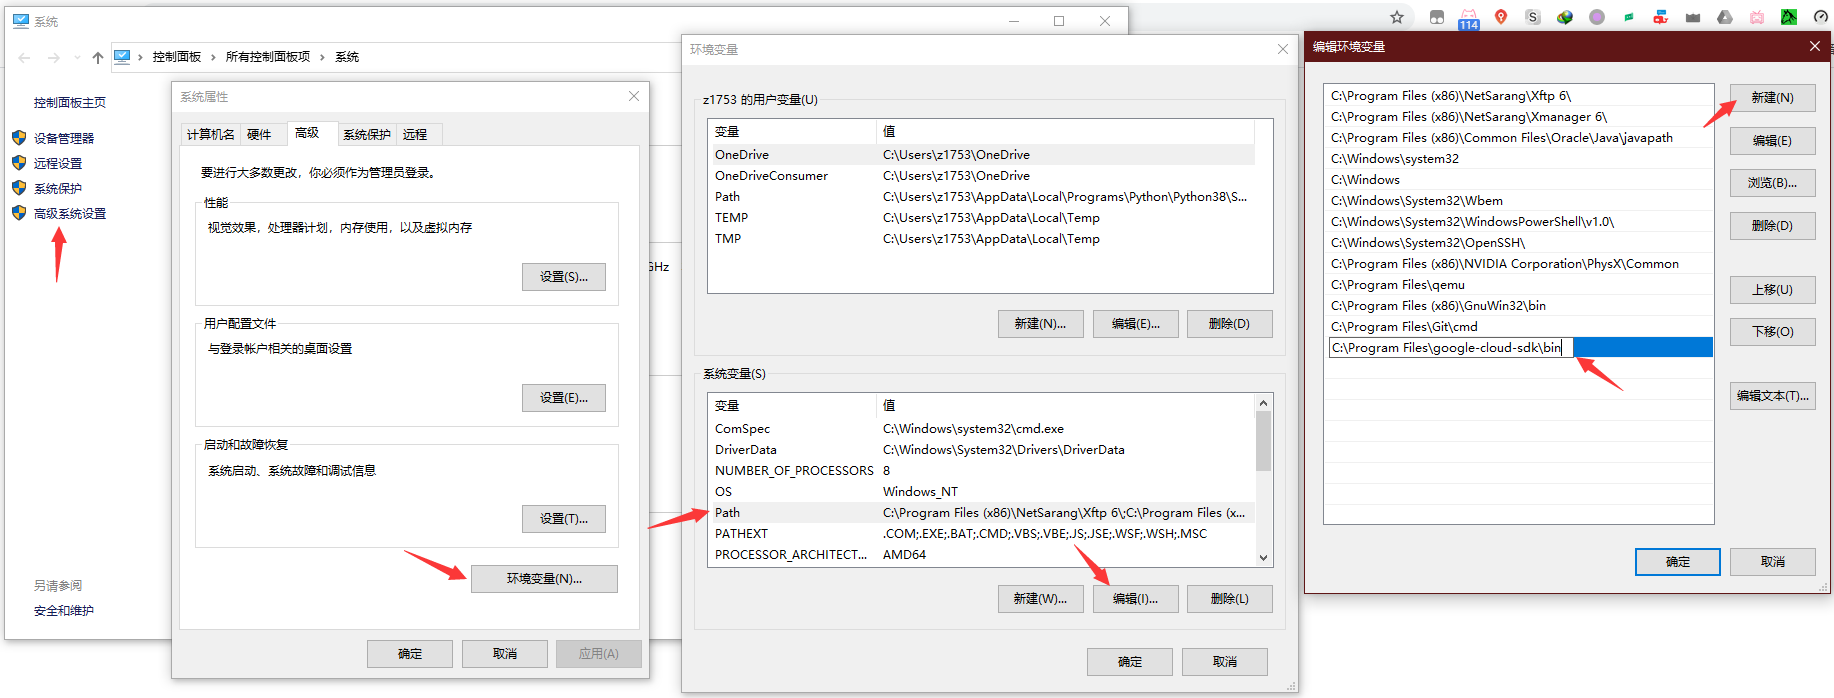 系统
控制面板 › 所有控制面板项 › 系统
控制面板主页
设备管理器
远程设置
系统保护
高级系统设置
另请参阅
安全和维护
GHz
系统属性
计算机名 硬件 高级 系统保护 远程
要进行大多数更改，你必须作为管理员登录。
性能
视觉效果，处理器计划，内存使用，以及虚拟内存
设置(S)...
用户配置文件
与登录帐户相关的桌面设置
设置(E)...
启动和故障恢复
系统启动、系统故障和调试信息
设置(T)...
环境变量(N)...
确定 取消 应用(A)
环境变量
z1753 的用户变量(U)
变量 值
OneDrive C:\Users\z1753\OneDrive
OneDriveConsumer C:\Users\z1753\OneDrive
Path C:\Users\z1753\AppData\Local\Programs\Python\Python38\S...
TEMP C:\Users\z1753\AppData\Local\Temp
TMP C:\Users\z1753\AppData\Local\Temp
新建(N)... 编辑(E)... 删除(D)
系统变量(S)
变量 值
ComSpec C:\Windows\system32\cmd.exe
DriverData C:\Windows\System32\Drivers\DriverData
NUMBER_OF_PROCESSORS 8
OS Windows_NT
Path C:\Program Files (x86)\NetSarang\Xftp 6\;C:\Program Files (x...
PATHEXT .COM;.EXE;.BAT;.CMD;.VBS;.VBE;.JS;.JSE;.WSF;.WSH;.MSC
PROCESSOR_ARCHITECT... AMD64
新建(W)... 编辑(I)... 删除(L)
确定 取消
114
S
编辑环境变量
C:\Program Files (x86)\NetSarang\Xftp 6\
C:\Program Files (x86)\NetSarang\Xmanager 6\
C:\Program Files (x86)\Common Files\Oracle\Java\javapath
C:\Windows\system32
C:\Windows
C:\Windows\System32\Wbem
C:\Windows\System32\WindowsPowerShell\v1.0\
C:\Windows\System32\OpenSSH\
C:\Program Files (x86)\NVIDIA Corporation\PhysX\Common
C:\Program Files\qemu
C:\Program Files (x86)\GnuWin32\bin
C:\Program Files\Git\cmd
C:\Program Files\google-cloud-sdk\bin
新建(N)
编辑(E)
浏览(B)...
删除(D)
上移(U)
下移(O)
编辑文本(T)...
确定 取消